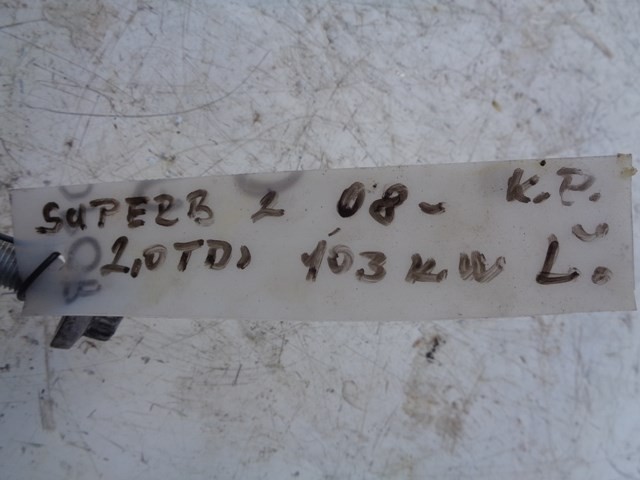 SUPERB 2 08- K.P.
2,0TDI 103 KW Ľ.